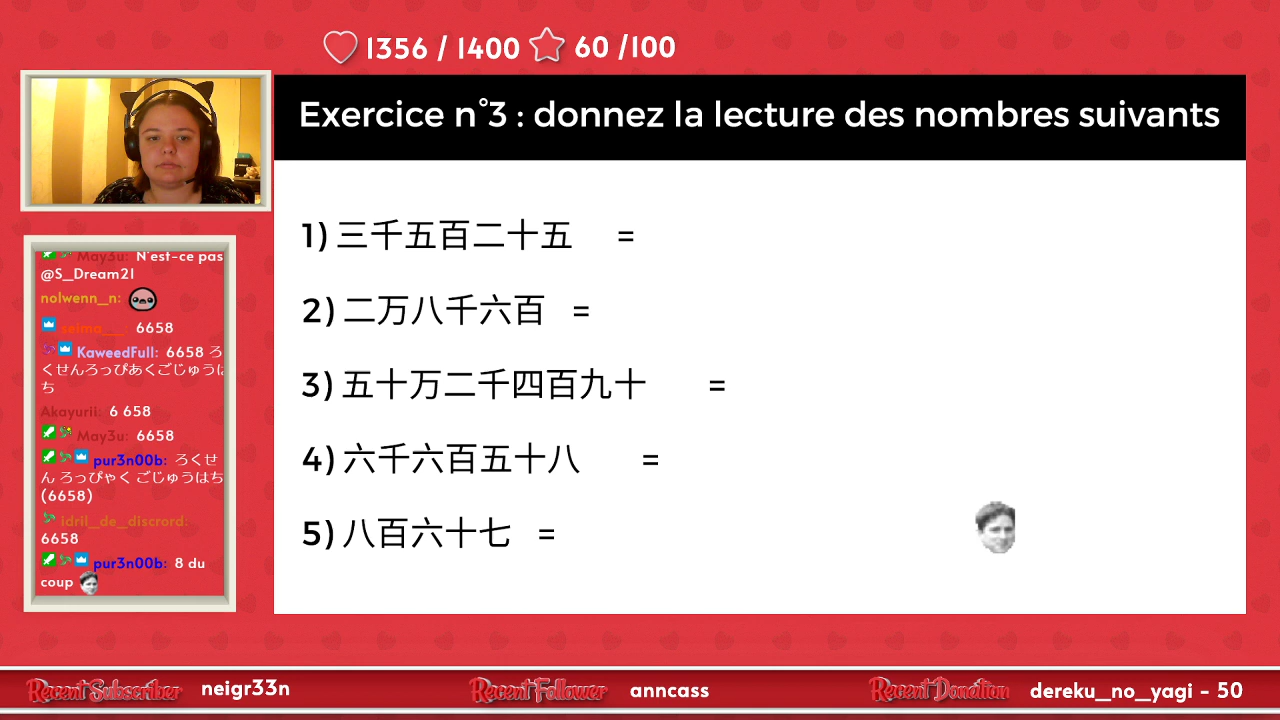 1356 / 1400 60 /100
Exercice n°3 : donnez la lecture des nombres suivants
1) 三千五百二十五 =
2) 二万八千六百 =
3) 五十万二千四百九十 =
4) 六千六百五十八 =
5) 八百六十七 =
May3u: N'est-ce pas
@S_Dream21
nolwenn_n:
seima__: 6658
KaweedFull: 6658 ろ
くせんろっぴあくごじゅうは
ち
Akayurii: 6 658
May3u: 6658
pur3n00b: ろくせ
ん ろっぴゃく ごじゅうはち
(6658)
idril_de_discrord:
6658
pur3n00b: 8 du
coup
Recent Subscriber neigr33n
Recent Follower anncass
Recent Donation dereku_no_yagi - 50